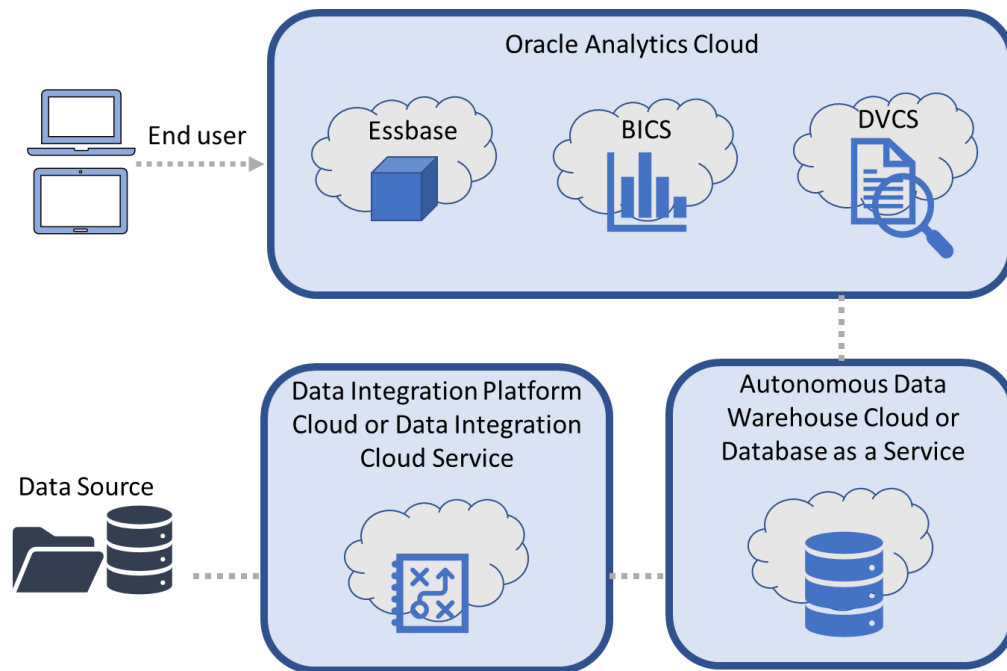 Oracle Analytics Cloud
End user
Essbase
BICS
DVCS
Data Integration Platform
Cloud or Data Integration
Cloud Service
Autonomous Data
Warehouse Cloud or
Database as a Service
Data Source